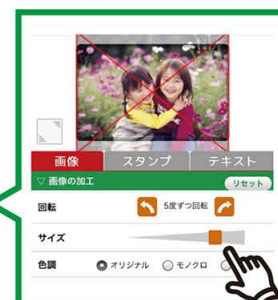 画像 スタンプ テキスト
▽ 画像の加工 リセット
回転 5度ずつ回転
サイズ
色調 オリジナル モノクロ